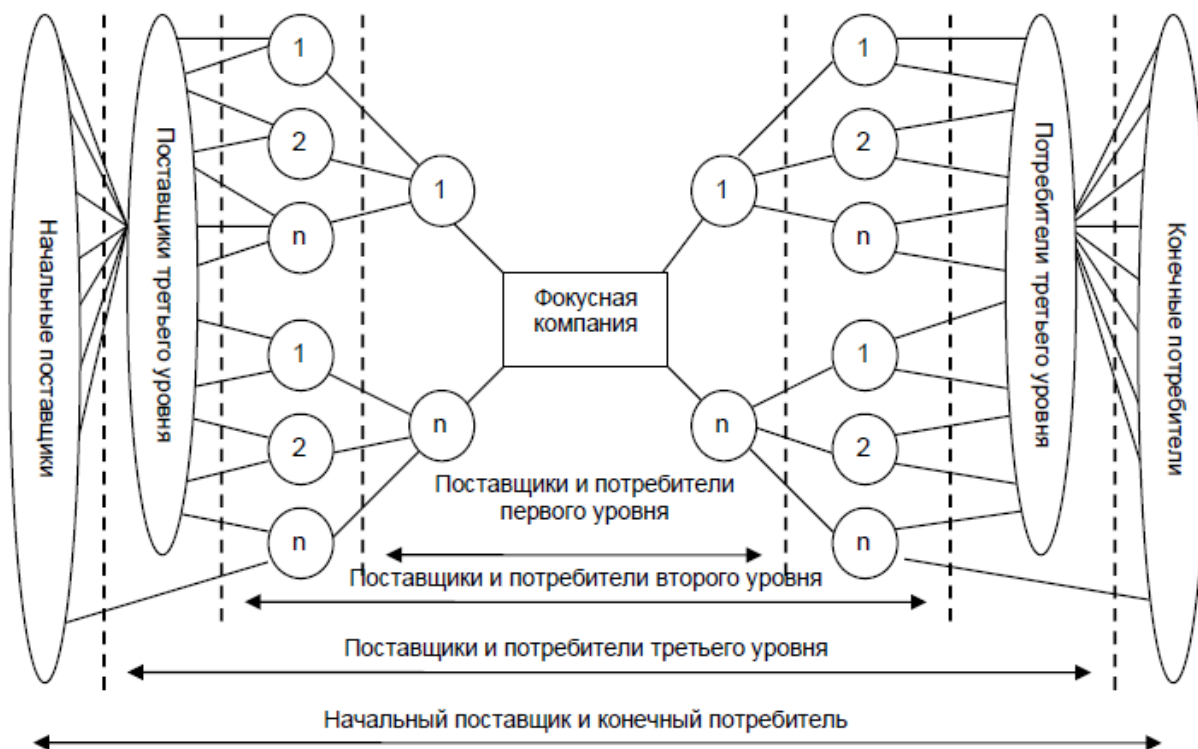 Начальные поставщики
Поставщики третьего уровня
1
2
n
1
2
n
1
n
Фокусная
компания
1
n
1
2
n
1
2
n
Потребители третьего уровня
Конечные потребители
Поставщики и потребители
первого уровня
Поставщики и потребители второго уровня
Поставщики и потребители третьего уровня
Начальный поставщик и конечный потребитель